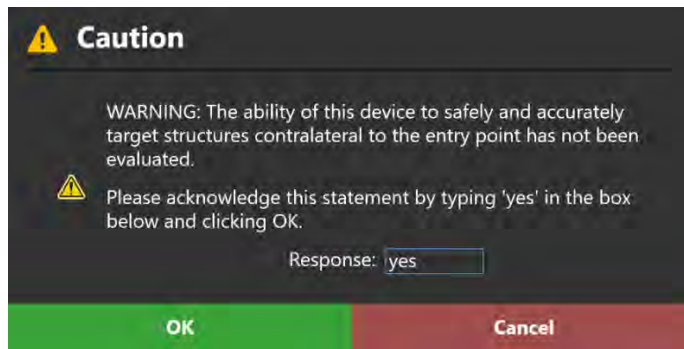 Caution
WARNING: The ability of this device to safely and accurately
target structures contralateral to the entry point has not been
evaluated.
Please acknowledge this statement by typing 'yes' in the box
below and clicking OK.
Response: yes
OK Cancel